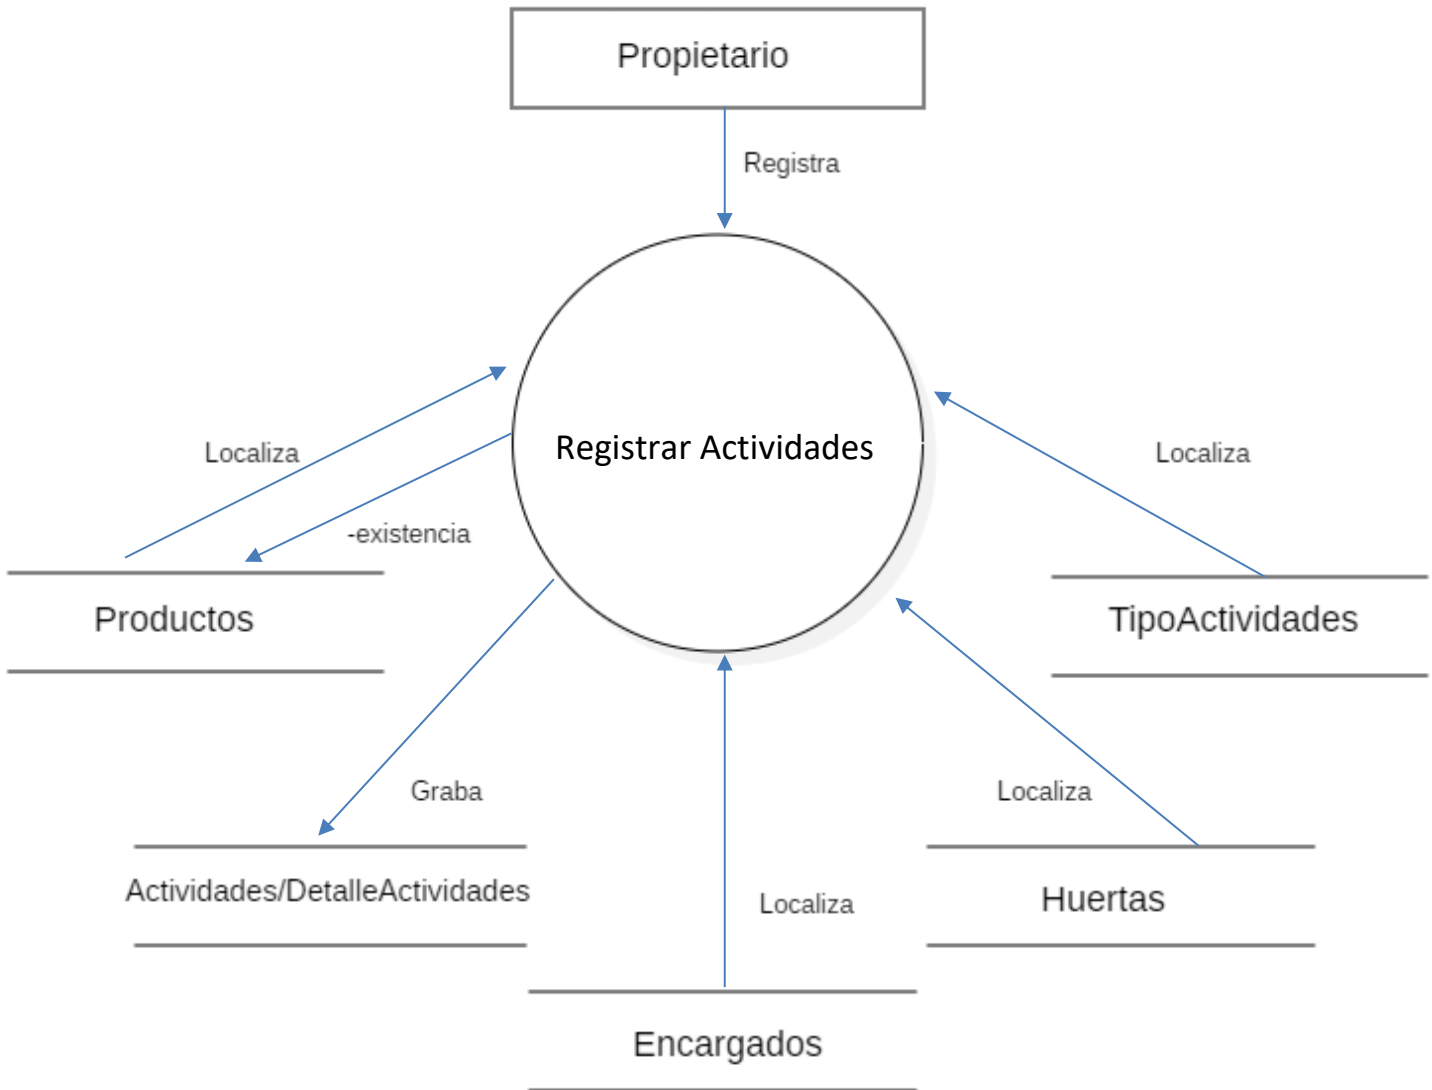 Propietario
Registra
Registrar Actividades
Localiza
Localiza
-existencia
Productos
TipoActividades
Graba
Localiza
Actividades/DetalleActividades
Localiza
Huertas
Encargados